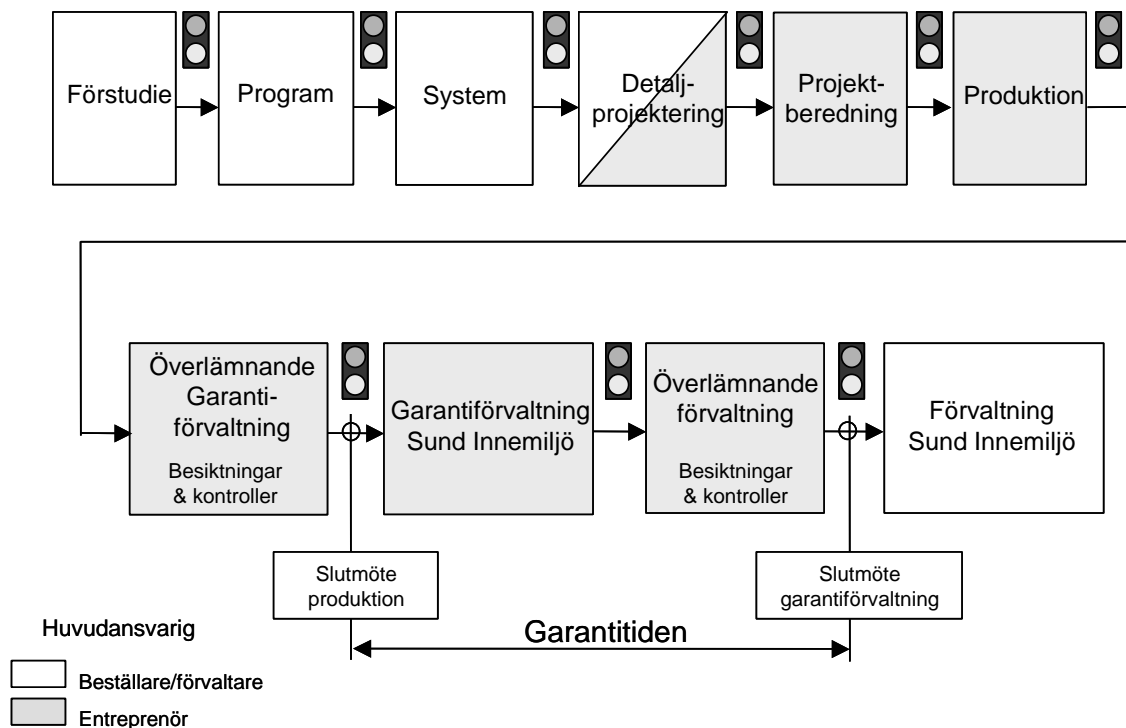 Förstudie
Program
System
Detalj-
projektering
Projekt-
beredning
Produktion
Överlämnande
Garanti-
förvaltning
Besiktningar
& kontroller
Garantiförvaltning
Sund Innemiljö
Överlämnande
förvaltning
Besiktningar
& kontroller
Förvaltning
Sund Innemiljö
Slutmöte
produktion
Slutmöte
garantiförvaltning
Garantitiden
Huvudansvarig
Beställare/förvaltare
Entreprenör